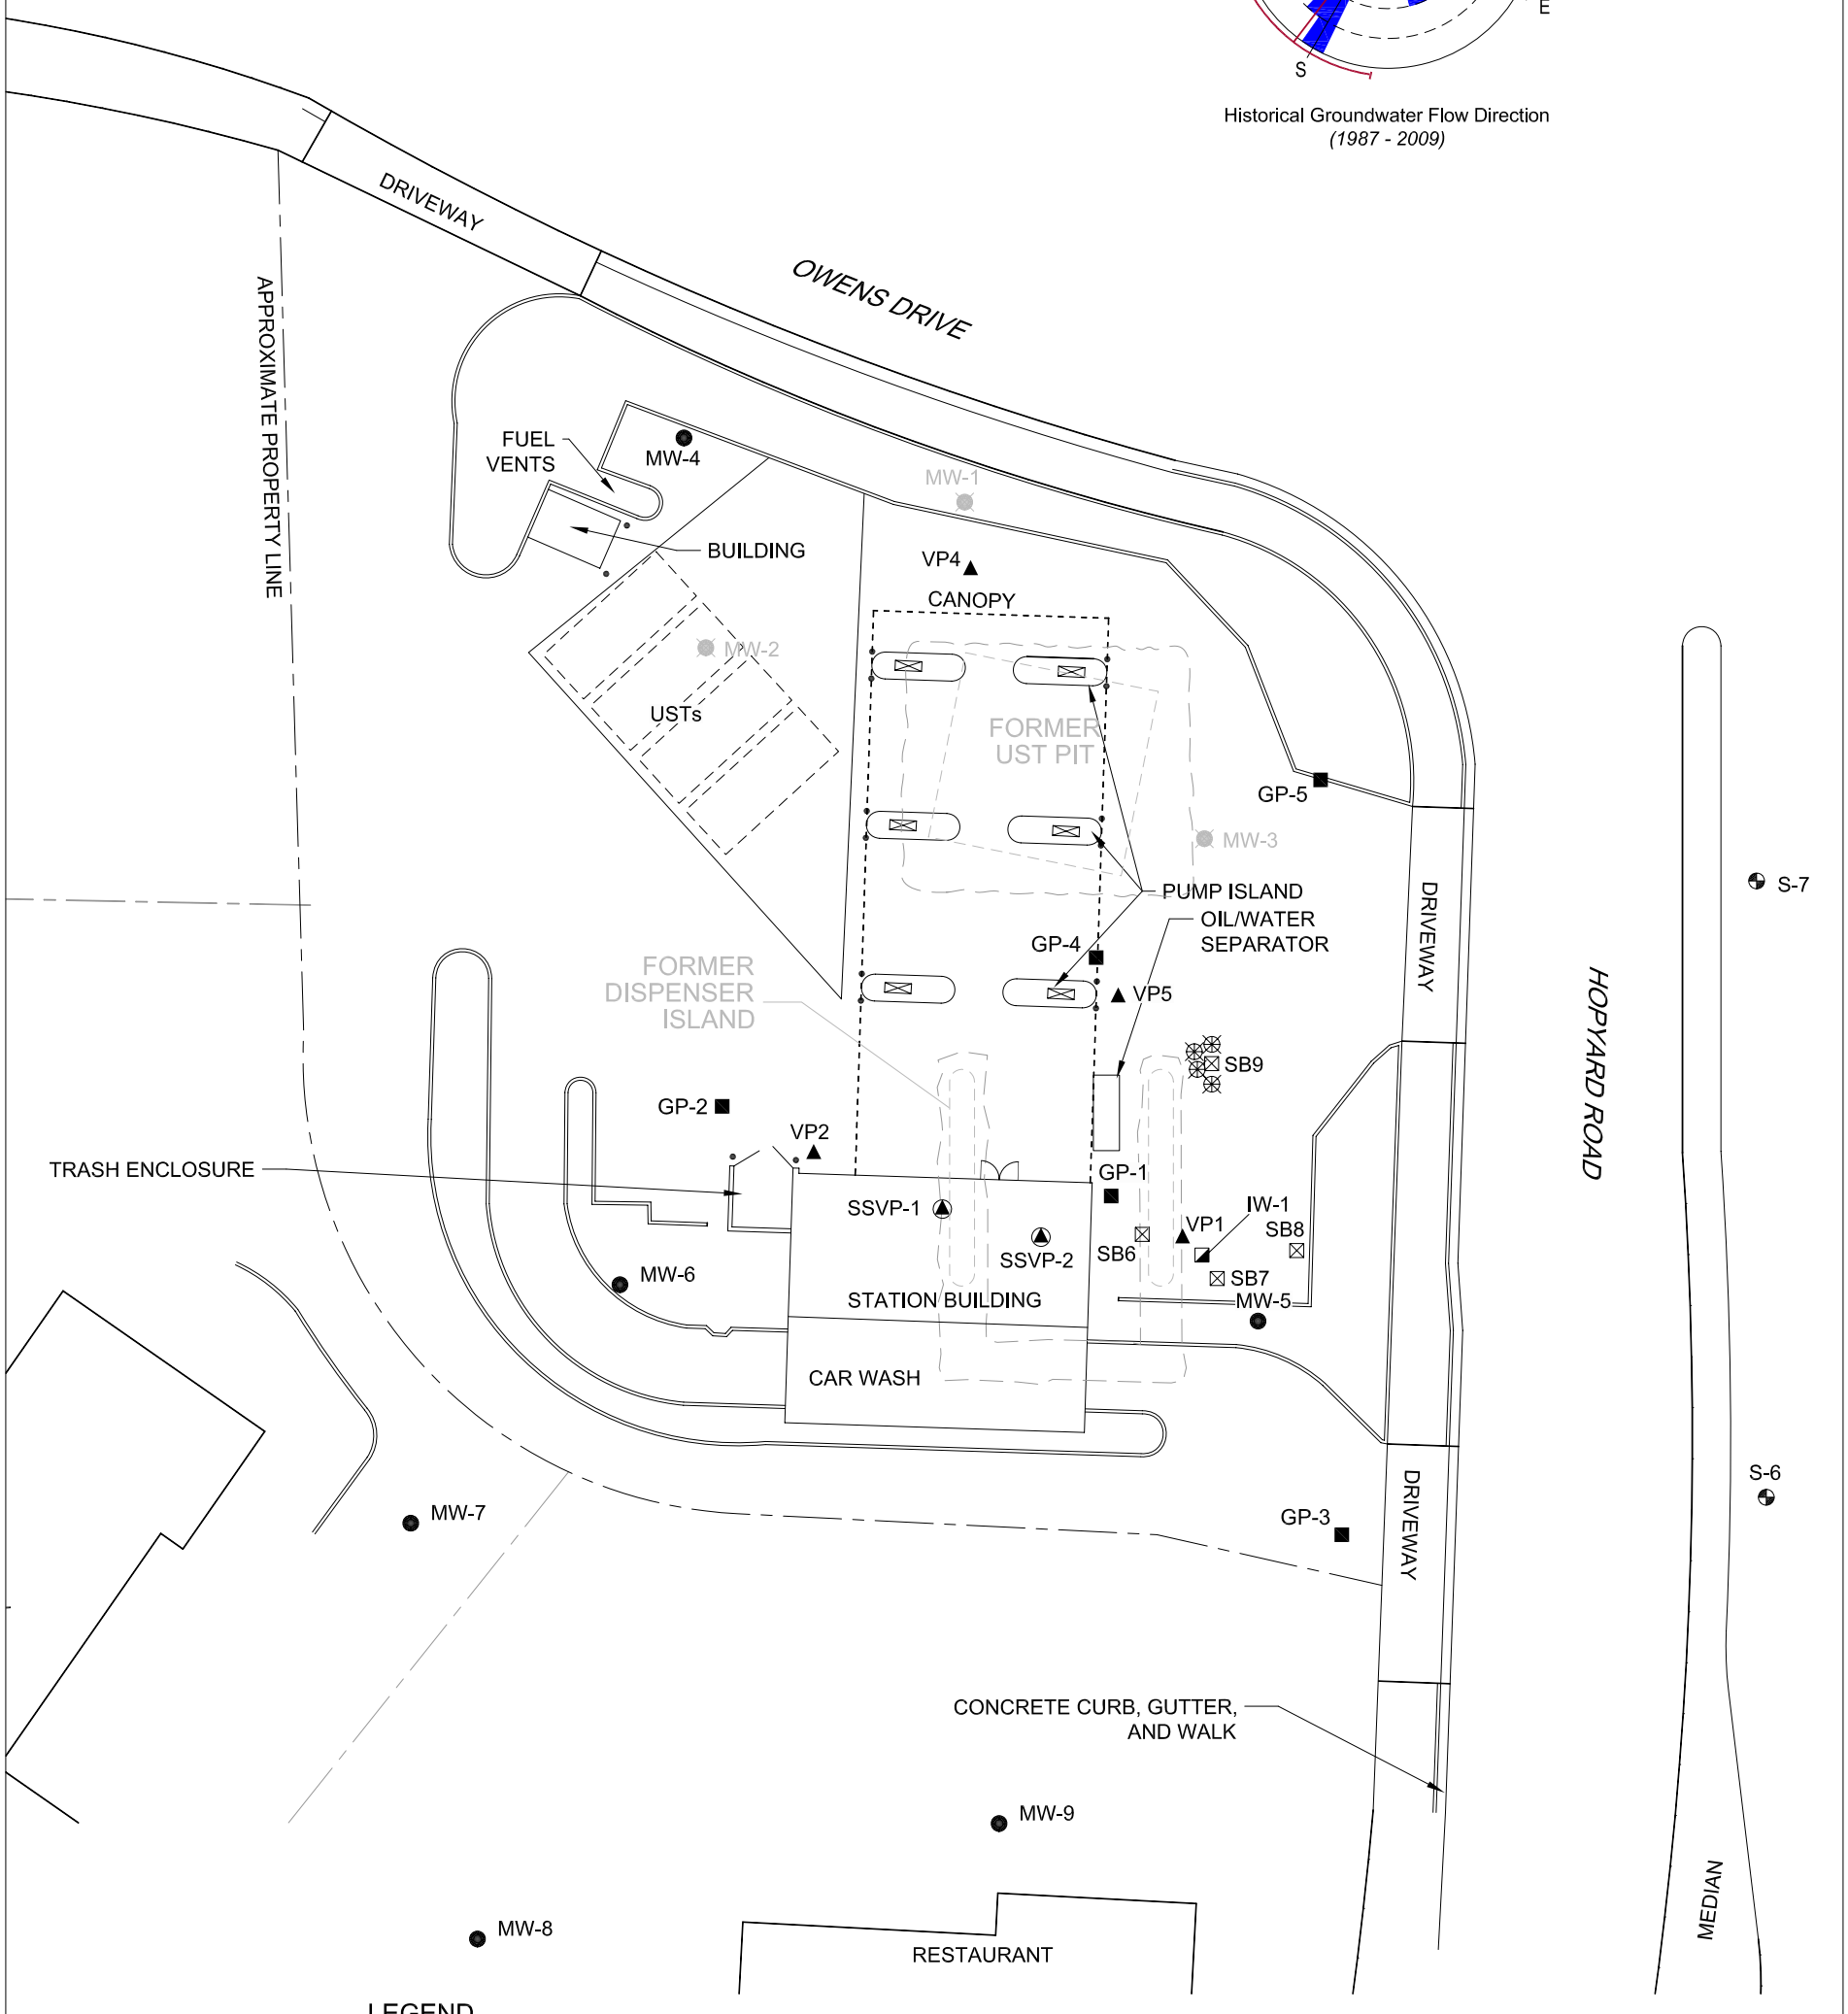 E
S
Historical Groundwater Flow Direction
(1987 - 2009)
DRIVEWAY
OWENS DRIVE
APPROXIMATE PROPERTY LINE
FUEL
VENTS
MW-4
MW-1
BUILDING
VP4
CANOPY
MW-2
USTs
FORMER
UST PIT
GP-5
MW-3
S-7
PUMP ISLAND
DRIVEWAY
OIL/WATER
SEPARATOR
GP-4
FORMER
DISPENSER
ISLAND
VP5
HOPYARD ROAD
SB9
GP-2
VP2
TRASH ENCLOSURE
GP-1
SSVP-1
IW-1
VP1
SB8
SB6
SSVP-2
MW-6
SB7
STATION BUILDING
MW-5
CAR WASH
S-6
MW-7
GP-3
DRIVEWAY
CONCRETE CURB, GUTTER,
AND WALK
MW-9
MEDIAN
MW-8
RESTAURANT
LEGEND